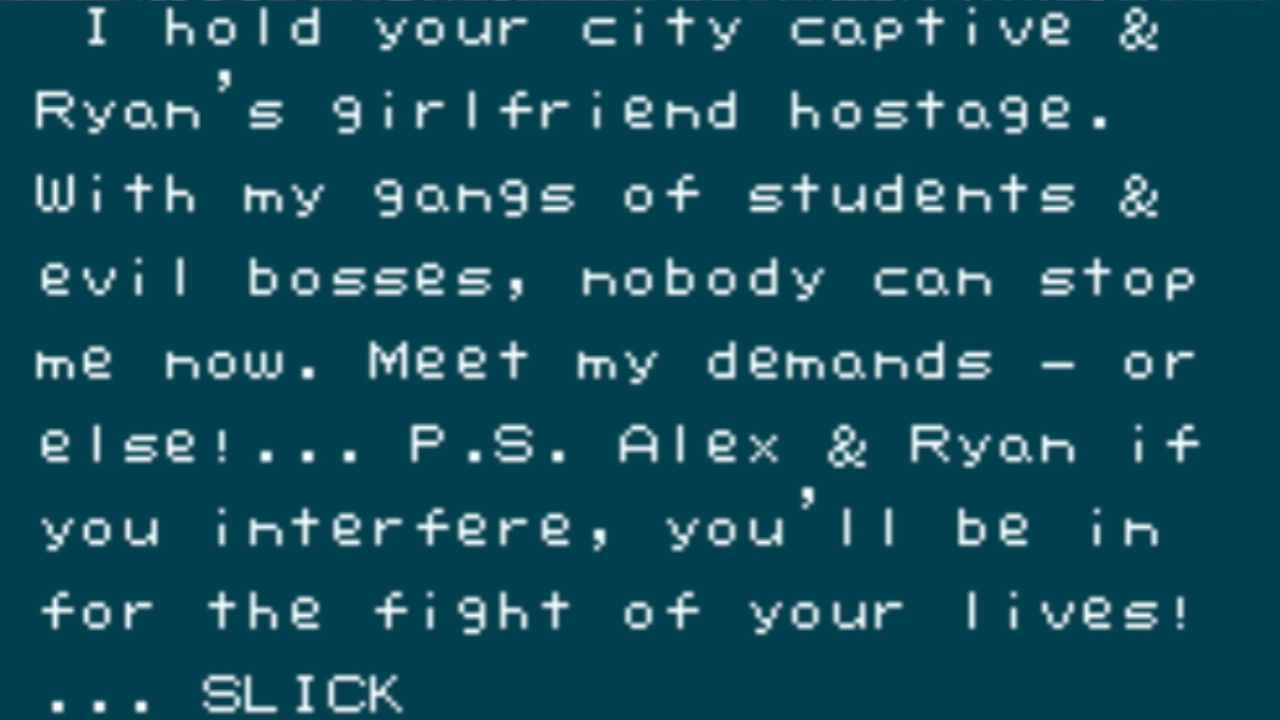 I hold your city captive &
Ryan's girlfriend hostage.
With my gangs of students &
evil bosses, nobody can stop
me now. Meet my demands – or
else!... P.S. Alex & Ryan if
you interfere, you'll be in
for the fight of your lives!
... SLICK